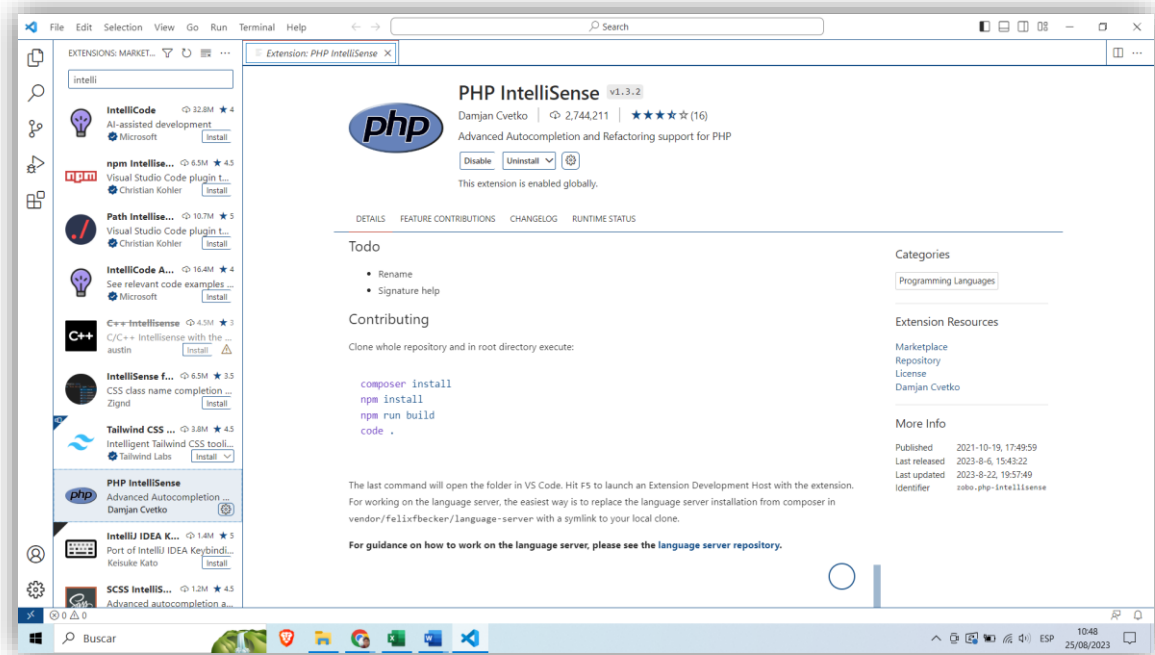 File Edit Selection View Go Run Terminal Help
Search
EXTENSIONS: MARKET...
Extension: PHP IntelliSense
intelli
IntelliCode 32.8M ★ 4
AI-assisted development
Microsoft Install
npm Intellise... 6.5M ★ 4.5
Visual Studio Code plugin t...
Christian Kohler Install
Path Intellise... 10.7M ★ 5
Visual Studio Code plugin t...
Christian Kohler Install
IntelliCode A... 16.4M ★ 4
See relevant code examples ...
Microsoft Install
C++ Intellisense 4.5M ★ 3
C/C++ Intellisense with the ...
austin Install
IntelliSense f... 6.5M ★ 3.5
CSS class name completion ...
Zignd Install
Tailwind CSS ... 3.8M ★ 4.5
Intelligent Tailwind CSS tooli...
Tailwind Labs Install
PHP IntelliSense
Advanced Autocompletion ...
Damjan Cvetko
IntelliJ IDEA K... 1.4M ★ 5
Port of IntelliJ IDEA Keybindi...
Keisuke Kato Install
SCSS IntelliS... 1.2M ★ 4.5
Advanced autocompletion a...
C++
php
php
PHP IntelliSense v1.3.2
Damjan Cvetko 2,744,211 (16)
Advanced Autocompletion and Refactoring support for PHP
Disable Uninstall
This extension is enabled globally.
DETAILS FEATURE CONTRIBUTIONS CHANGELOG RUNTIME STATUS
Todo
• Rename
• Signature help
Contributing
Clone whole repository and in root directory execute:
composer install
npm install
npm run build
code .
The last command will open the folder in VS Code. Hit F5 to launch an Extension Development Host with the extension.
For working on the language server, the easiest way is to replace the language server installation from composer in
vendor/felixfbecker/language-server with a symlink to your local clone.
For guidance on how to work on the language server, please see the language server repository.
Categories
Programming Languages
Extension Resources
Marketplace
Repository
License
Damjan Cvetko
More Info
Published 2021-10-19, 17:49:59
Last released 2023-8-6, 15:43:22
Last updated 2023-8-22, 19:57:49
Identifier zobo.php-intellisense
0 0
Buscar
ESP
10:48
25/08/2023